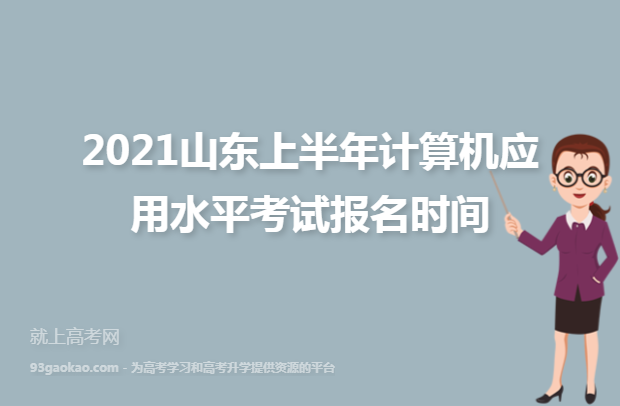 2021山东上半年计算机应
用水平考试报名时间
就上高考网
93gaokao.com - 为高考学习和高考升学提供资源的平台